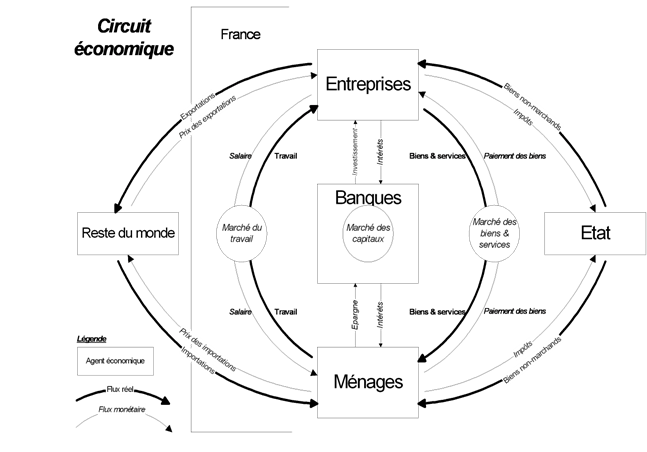 Circuit
économique
France
Entreprises
Exportations
Prix des exportations
Biens non-marchands
Impôts
Salaire
Travail
Investissement
Intérêts
Biens & services
Paiement des biens
Banques
Reste du monde
Marché du
travail
Marché des
capitaux
Marché des
biens &
services
Etat
Salaire
Travail
Epargne
Intérêts
Biens & services
Paiement des biens
Prix des importations
Importations
Impôts
Biens non-marchands
Ménages
Légende
Agent économique
Flux réel
Flux monétaire